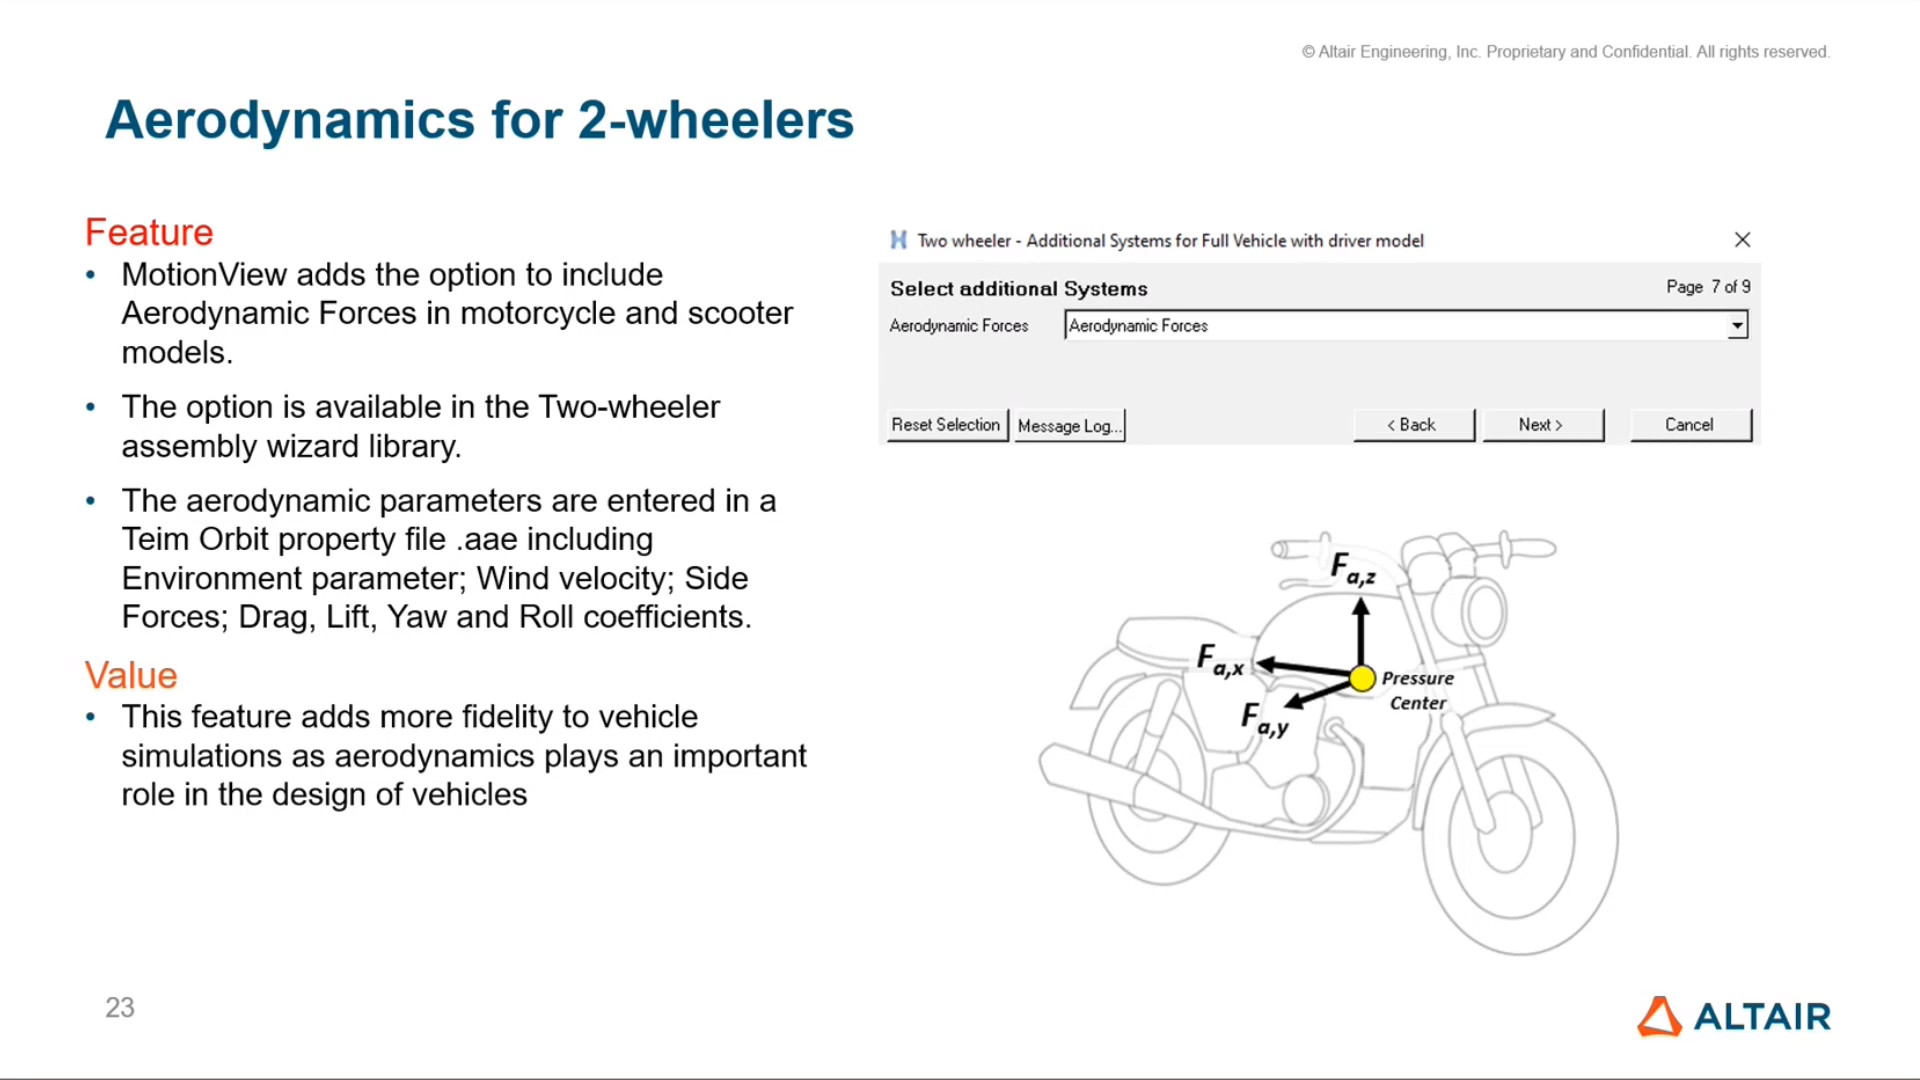 © Altair Engineering, Inc. Proprietary and Confidential. All rights reserved.
Aerodynamics for 2-wheelers
Feature
• MotionView adds the option to include
Aerodynamic Forces in motorcycle and scooter
models.
• The option is available in the Two-wheeler
assembly wizard library.
• The aerodynamic parameters are entered in a
Teim Orbit property file .aae including
Environment parameter; Wind velocity; Side
Forces; Drag, Lift, Yaw and Roll coefficients.
Value
• This feature adds more fidelity to vehicle
simulations as aerodynamics plays an important
role in the design of vehicles
Two wheeler - Additional Systems for Full Vehicle with driver model
Select additional Systems
Page 7 of 9
Aerodynamic Forces
Aerodynamic Forces
Reset Selection
Message Log...
< Back
Next >
Cancel
Fa,z
Fa,x
Fa,y
Pressure
Center
23
ALTAIR